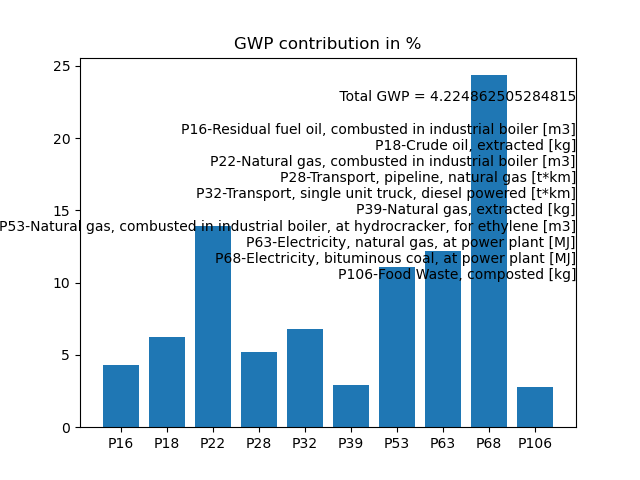 GWP contribution in %
25
Total GWP = 4.224862505284815
P16-Residual fuel oil, combusted in industrial boiler [m3]
20
P18-Crude oil, extracted [kg]
P22-Natural gas, combusted in industrial boiler [m3]
P28-Transport, pipeline, natural gas [t*km]
P32-Transport, single unit truck, diesel powered [t*km]
15
P39-Natural gas, extracted [kg]
P53-Natural gas, combusted in industrial boiler, at hydrocracker, for ethylene [m3]
P63-Electricity, natural gas, at power plant [MJ]
P68-Electricity, bituminous coal, at power plant [MJ]
10
P106-Food Waste, composted [kg]
5
0
P16 P18 P22 P28 P32 P39 P53 P63 P68 P106